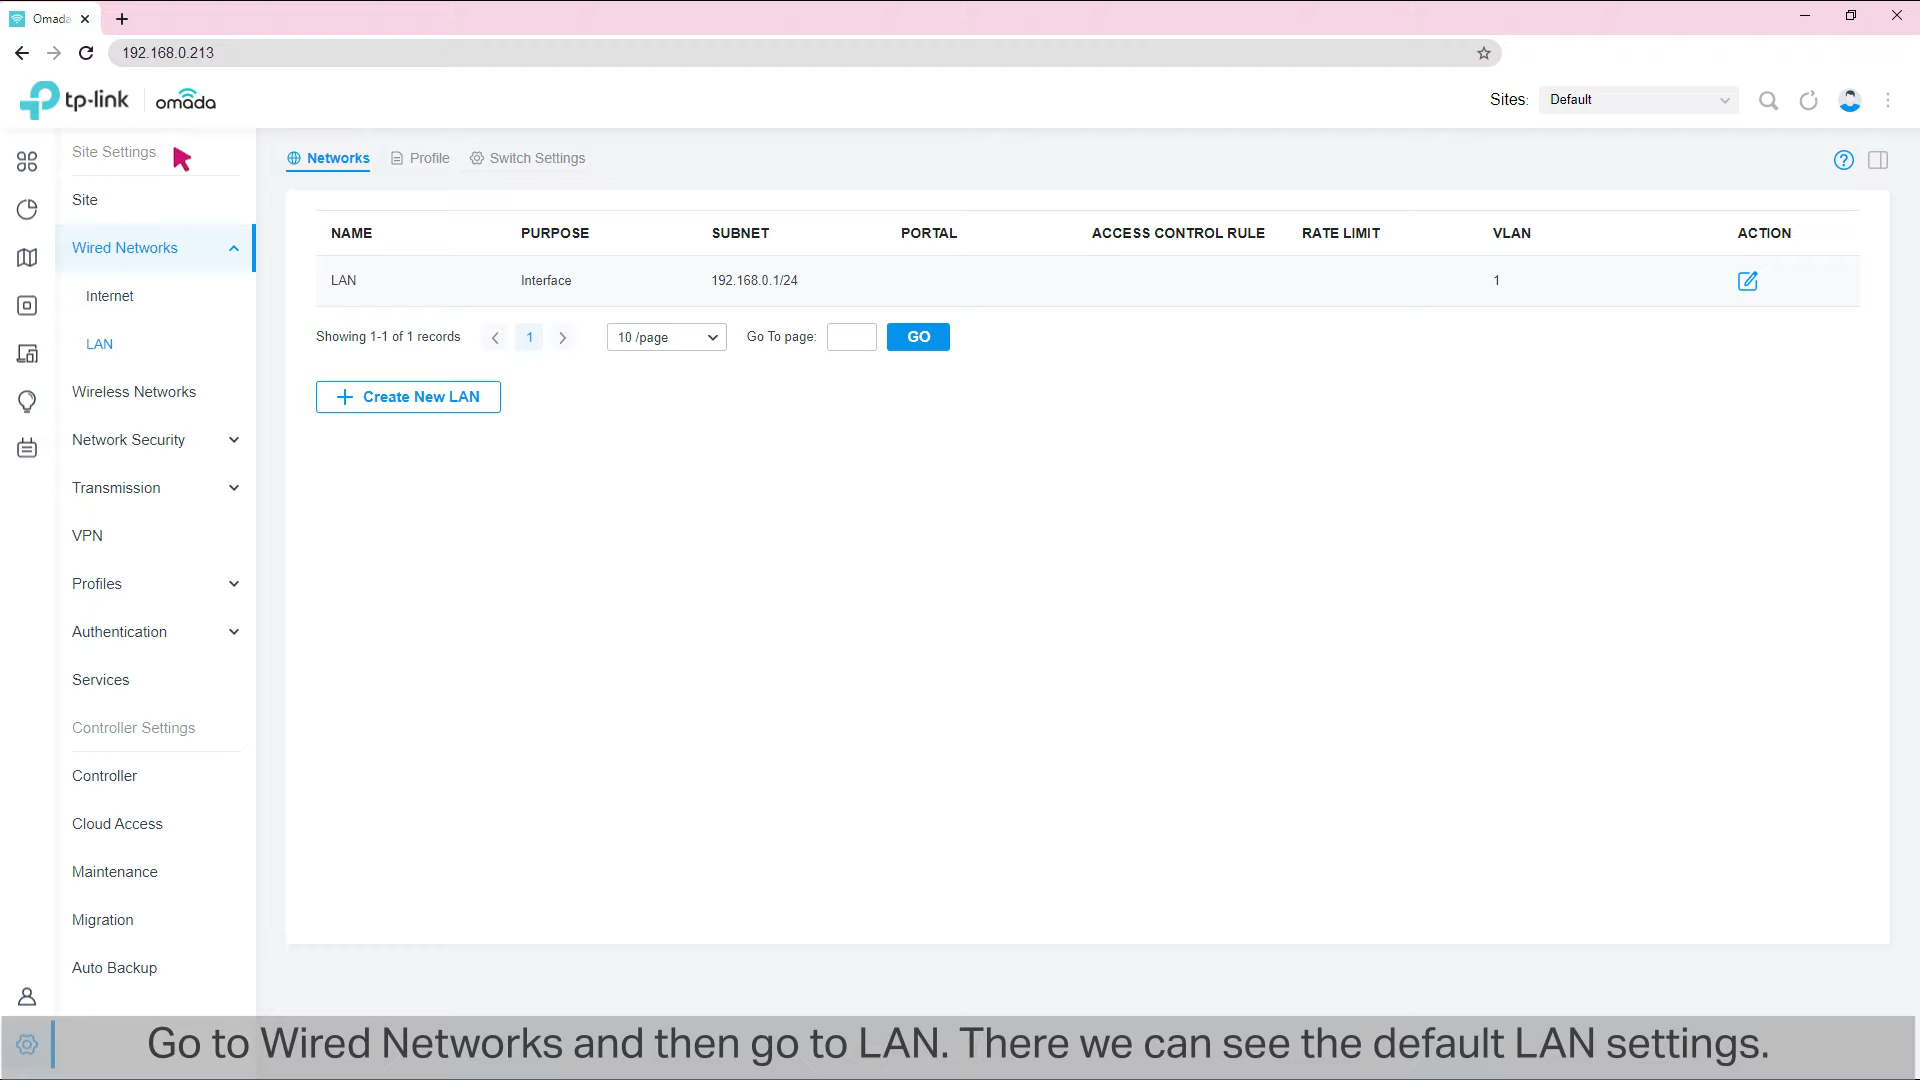 Omada
192.168.0.213
tp-link omada
Sites: Default
Site Settings
Site
Wired Networks
Internet
LAN
Wireless Networks
Network Security
Transmission
VPN
Profiles
Authentication
Services
Controller Settings
Controller
Cloud Access
Maintenance
Migration
Auto Backup
Networks Profile Switch Settings
NAME PURPOSE SUBNET PORTAL ACCESS CONTROL RULE RATE LIMIT VLAN ACTION
LAN Interface 192.168.0.1/24 1
Showing 1-1 of 1 records 1 10 /page Go To page: GO
Create New LAN
Go to Wired Networks and then go to LAN. There we can see the default LAN settings.